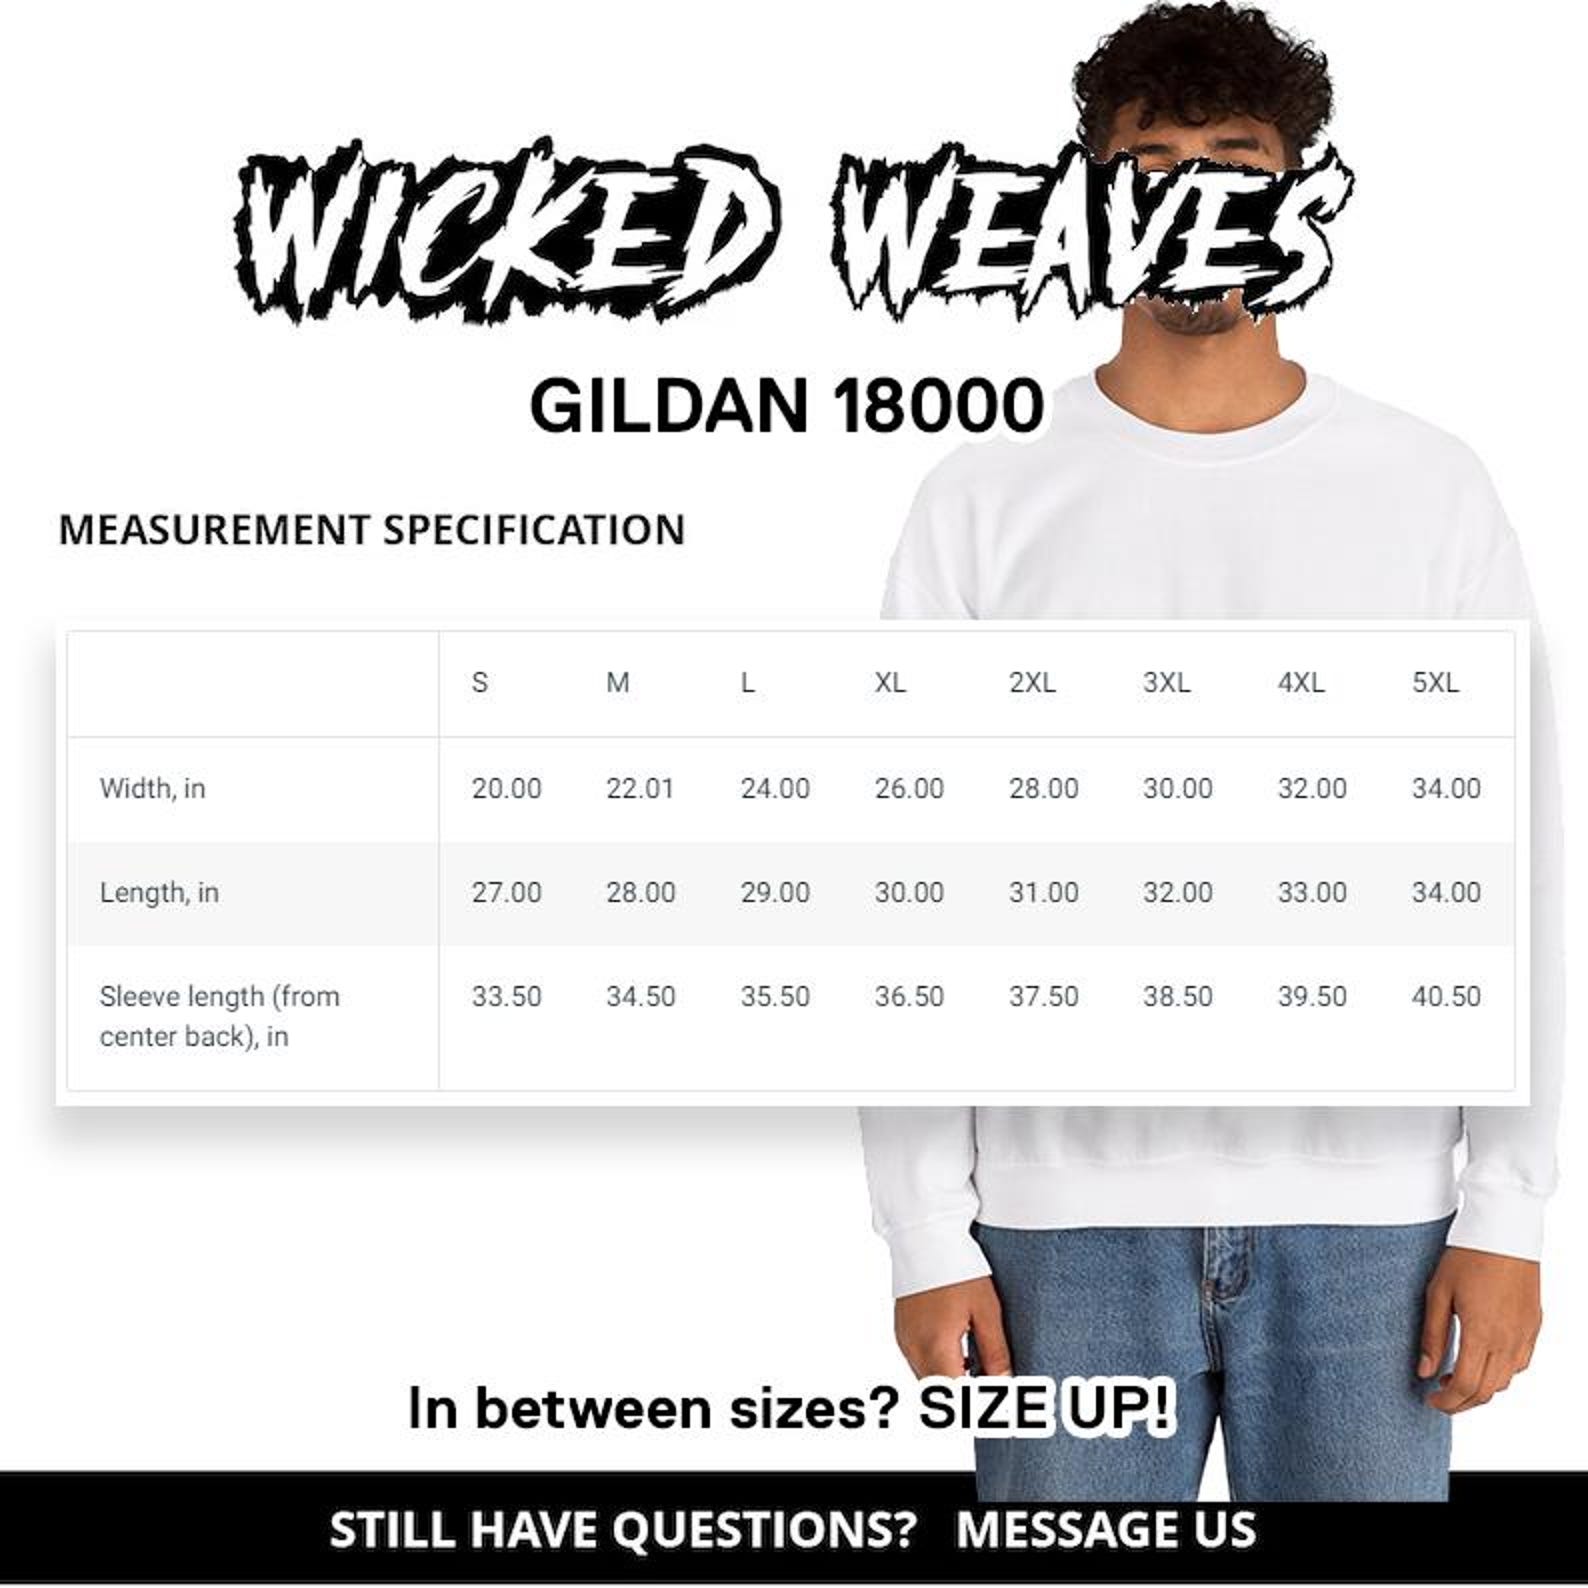 WICKED WEAVES
GILDAN 18000
MEASUREMENT SPECIFICATION
S M L XL 2XL 3XL 4XL 5XL
Width, in 20.00 22.01 24.00 26.00 28.00 30.00 32.00 34.00
Length, in 27.00 28.00 29.00 30.00 31.00 32.00 33.00 34.00
Sleeve length (from 33.50 34.50 35.50 36.50 37.50 38.50 39.50 40.50
center back), in
In between sizes? SIZE UP!
STILL HAVE QUESTIONS? MESSAGE US